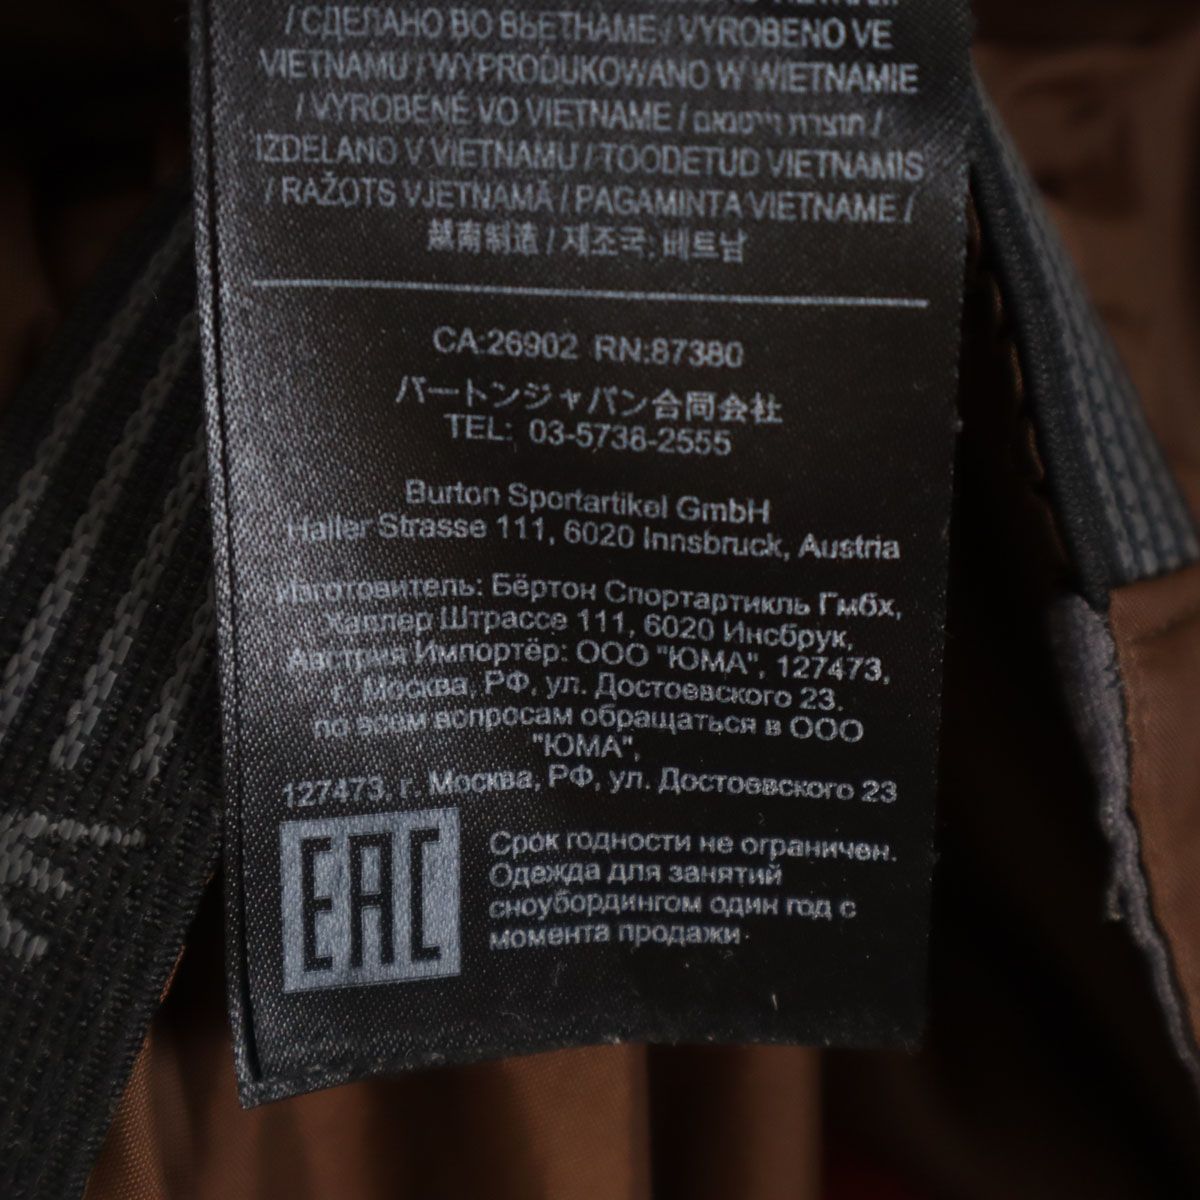 VIETNAM
/ СДЕЛАНО ВО ВЬЕТНАМЕ / VYROBENO VE
VIETNAMU / WYPRODUKOWANO W WIETNAMIE
/ VYROBENÉ VO VIETNAME / תוצרת וייטנאם /
IZDELANO V VIETNAMU / TOODETUD VIETNAMIS
/ RAŽOTS VJETNAMĀ / PAGAMINTA VIETNAME /
越南制造 / 제조국: 베트남
CA:26902 RN:87380
バートンジャパン合同会社
TEL: 03-5738-2555
Burton Sportartikel GmbH
Haller Strasse 111, 6020 Innsbruck, Austria
Изготовитель: Бёртон Спортартикль Гмбх,
Халлер Штрассе 111, 6020 Инсбрук,
Австрия Импортёр: ООО "ЮМА", 127473,
г. Москва, РФ, ул. Достоевского 23.
по всем вопросам обращаться в ООО
"ЮМА",
127473, г. Москва, РФ, ул. Достоевского 23
EAC
Срок годности не ограничен.
Одежда для занятий
сноубордингом один год с
момента продажи.